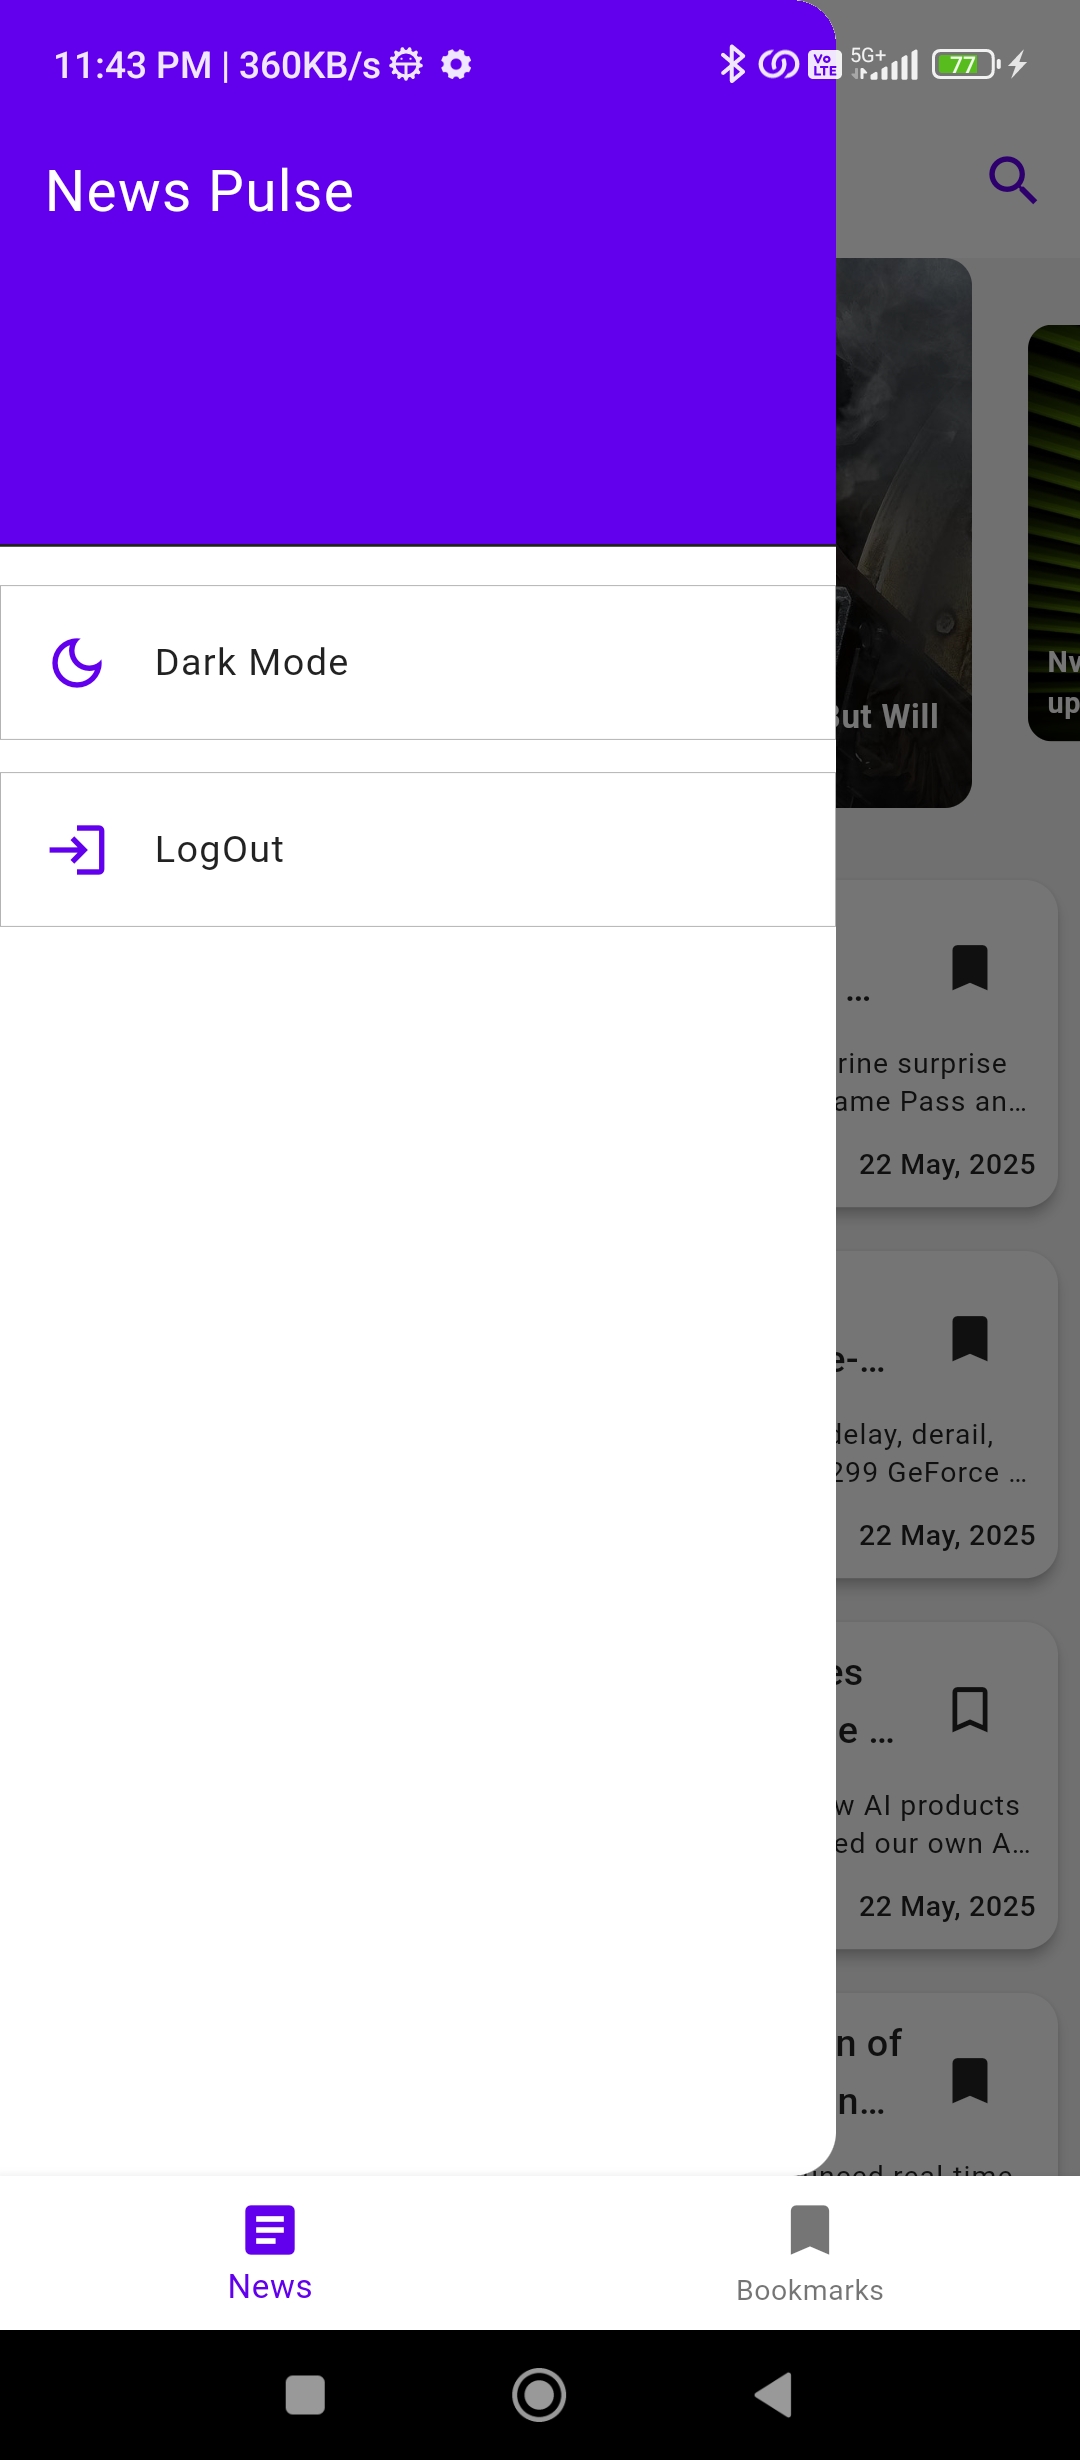 11:43 PM | 360KB/s
Vo LTE 5G+ 77
News Pulse
Dark Mode
LogOut
But Will
up
...
rine surprise
ame Pass an...
22 May, 2025
e-...
delay, derail,
299 GeForce ...
22 May, 2025
es
e ...
w AI products
ed our own A...
22 May, 2025
n of
n...
News
Bookmarks